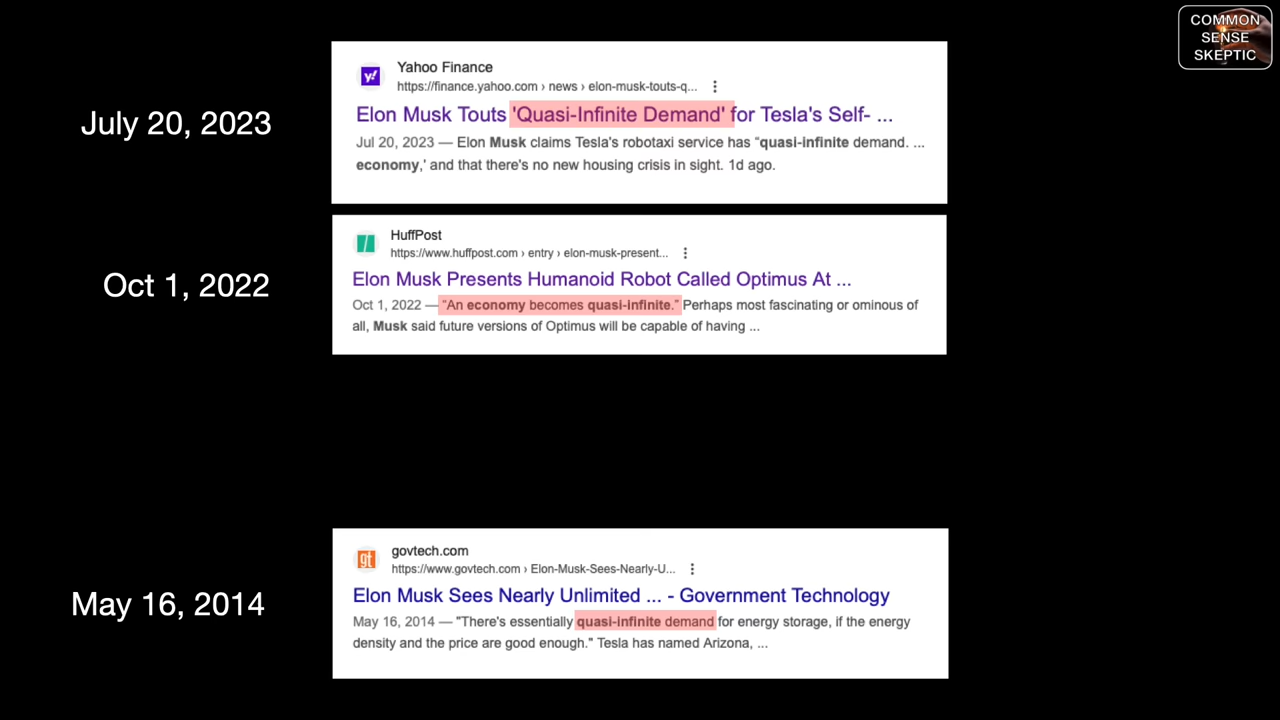 COMMON
SENSE
SKEPTIC
July 20, 2023
y!
Yahoo Finance
https://finance.yahoo.com › news › elon-musk-touts-q...
Elon Musk Touts 'Quasi-Infinite Demand' for Tesla's Self- ...
Jul 20, 2023 — Elon Musk claims Tesla's robotaxi service has “quasi-infinite demand. ...
economy,' and that there's no new housing crisis in sight. 1d ago.
Oct 1, 2022
HuffPost
https://www.huffpost.com › entry › elon-musk-present...
Elon Musk Presents Humanoid Robot Called Optimus At ...
Oct 1, 2022 — “An economy becomes quasi-infinite.” Perhaps most fascinating or ominous of
all, Musk said future versions of Optimus will be capable of having ...
May 16, 2014
gt
govtech.com
https://www.govtech.com › Elon-Musk-Sees-Nearly-U...
Elon Musk Sees Nearly Unlimited ... - Government Technology
May 16, 2014 — "There's essentially quasi-infinite demand for energy storage, if the energy
density and the price are good enough." Tesla has named Arizona, ...